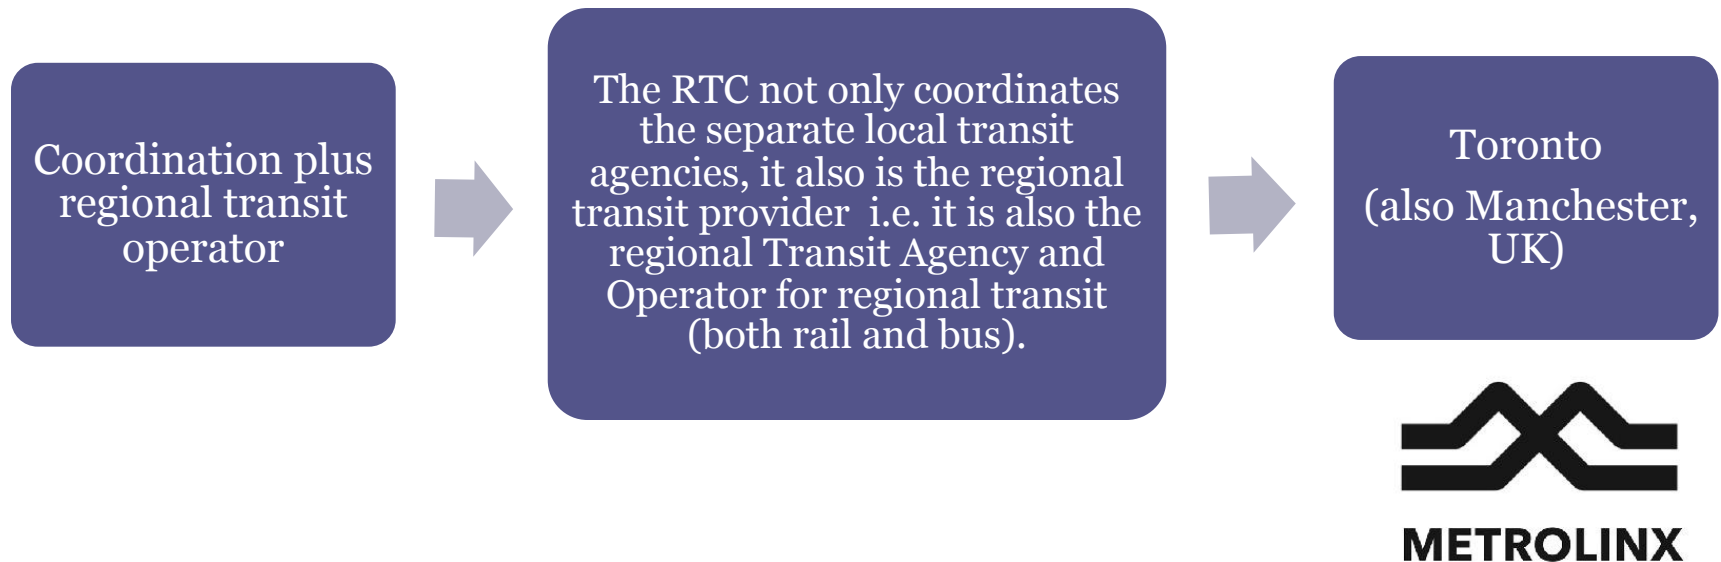 Coordination plus
regional transit
operator
The RTC not only coordinates
the separate local transit
agencies, it also is the regional
transit provider  i.e. it is also the
regional Transit Agency and
Operator for regional transit
(both rail and bus).
Toronto
(also Manchester,
UK)
METROLINX